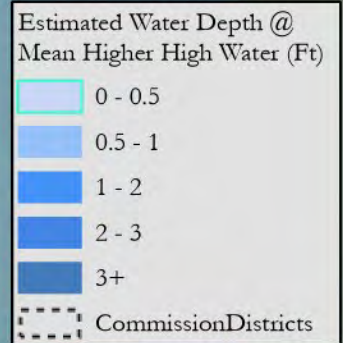 Estimated Water Depth @
Mean Higher High Water (Ft)
0 - 0.5
0.5 - 1
1 - 2
2 - 3
3+
CommissionDistricts